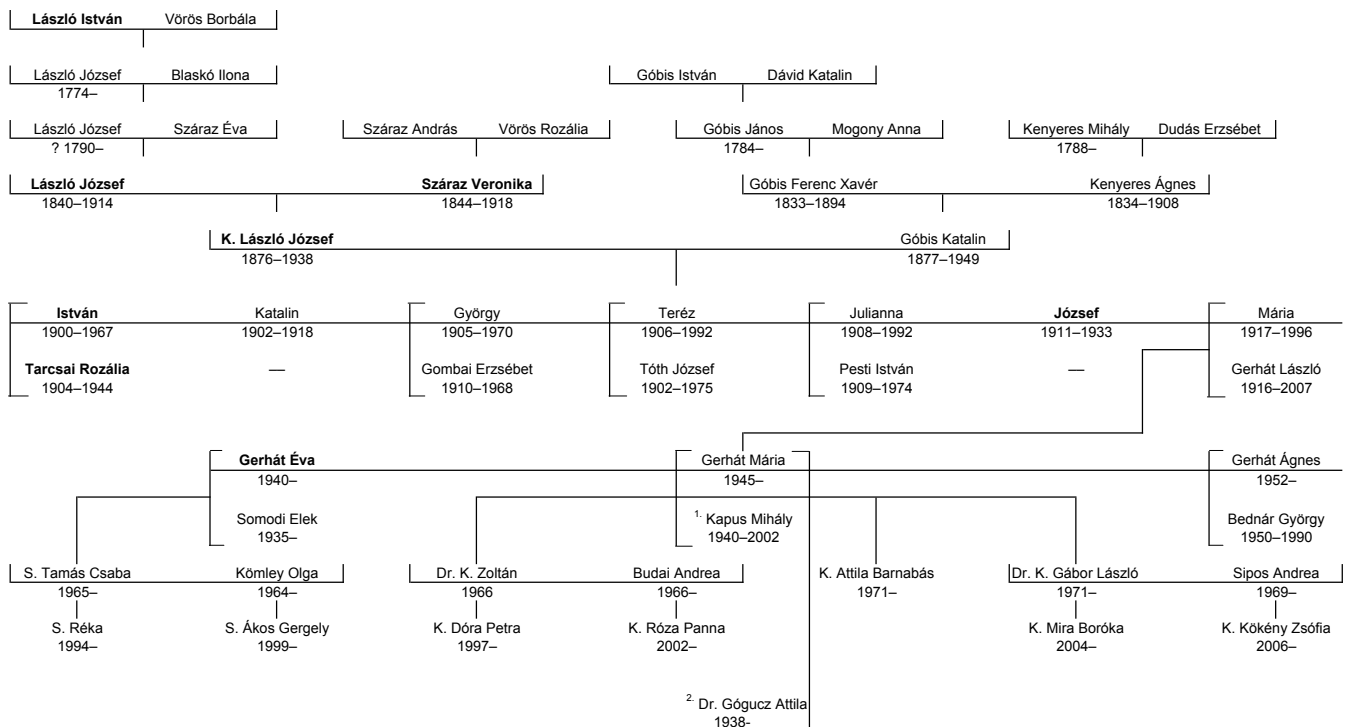 László István Vörös Borbála
László József Blaskó Ilona Góbis István Dávid Katalin
1774–
László József Száraz Éva Száraz András Vörös Rozália Góbis János Mogony Anna Kenyeres Mihály Dudás Erzsébet
? 1790– 1784– 1788–
László József Száraz Veronika Góbis Ferenc Xavér Kenyeres Ágnes
1840–1914 1844–1918 1833–1894 1834–1908
K. László József Góbis Katalin
1876–1938 1877–1949
István Katalin György Teréz Julianna József Mária
1900–1967 1902–1918 1905–1970 1906–1992 1908–1992 1911–1933 1917–1996
Tarcsai Rozália — Gombai Erzsébet Tóth József Pesti István — Gerhát László
1904–1944 1910–1968 1902–1975 1909–1974 1916–2007
Gerhát Éva Gerhát Mária Gerhát Ágnes
1940– 1945– 1952–
Somodi Elek 1. Kapus Mihály Bednár György
1935– 1940–2002 1950–1990
S. Tamás Csaba Kömley Olga Dr. K. Zoltán Budai Andrea K. Attila Barnabás Dr. K. Gábor László Sipos Andrea
1965– 1964– 1966 1966– 1971– 1971– 1969–
S. Réka S. Ákos Gergely K. Dóra Petra K. Róza Panna K. Mira Boróka K. Kökény Zsófia
1994– 1999– 1997– 2002– 2004– 2006–
2. Dr. Gógucz Attila
1938-